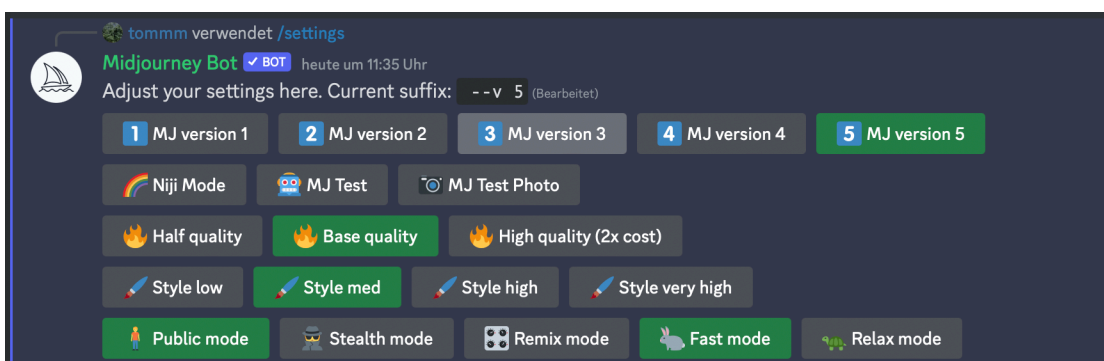 tommm verwendet /settings
Midjourney Bot ✓ BOT heute um 11:35 Uhr
Adjust your settings here. Current suffix: --v 5 (Bearbeitet)
1 MJ version 1 2 MJ version 2 3 MJ version 3 4 MJ version 4 5 MJ version 5
Niji Mode MJ Test MJ Test Photo
Half quality Base quality High quality (2x cost)
Style low Style med Style high Style very high
Public mode Stealth mode Remix mode Fast mode Relax mode